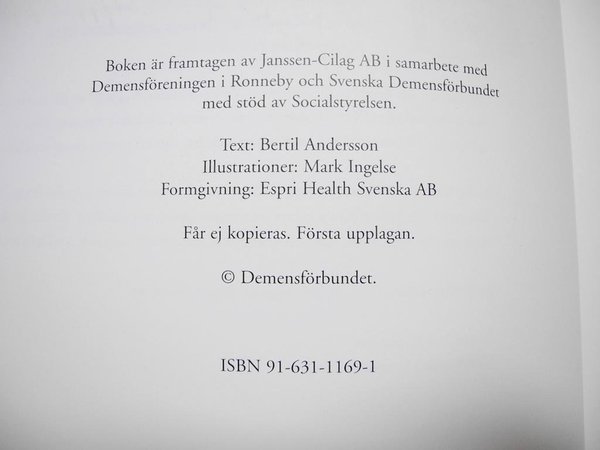 Boken är framtagen av Janssen-Cilag AB i samarbete med
Demensföreningen i Ronneby och Svenska Demensförbundet
med stöd av Socialstyrelsen.
Text: Bertil Andersson
Illustrationer: Mark Ingelse
Formgivning: Espri Health Svenska AB
Får ej kopieras. Första upplagan.
© Demensförbundet.
ISBN 91-631-1169-1